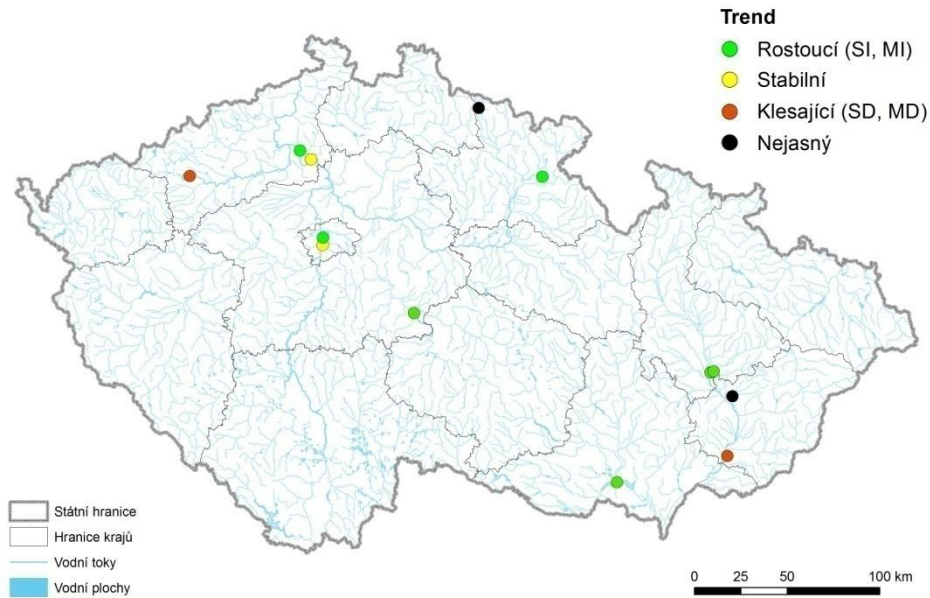 Trend
Rostoucí (SI, MI)
Stabilní
Klesající (SD, MD)
Nejasný
Státní hranice
Hranice krajů
Vodní toky
Vodní plochy
0 25 50 100 km